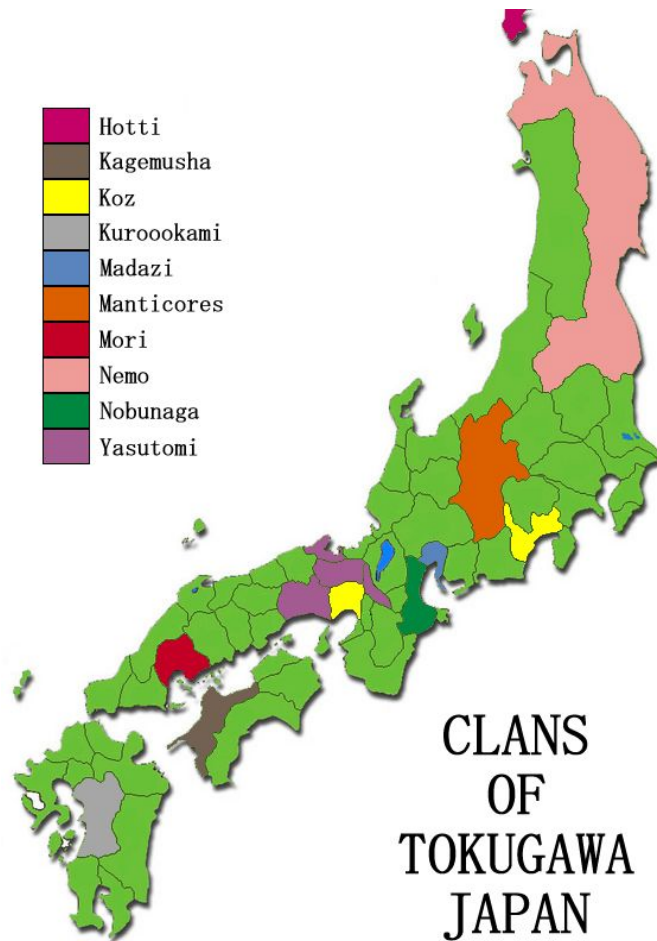 Hotti
Kagemusha
Koz
Kuroookami
Madazi
Manticores
Mori
Nemo
Nobunaga
Yasutomi
CLANS
OF
TOKUGAWA
JAPAN